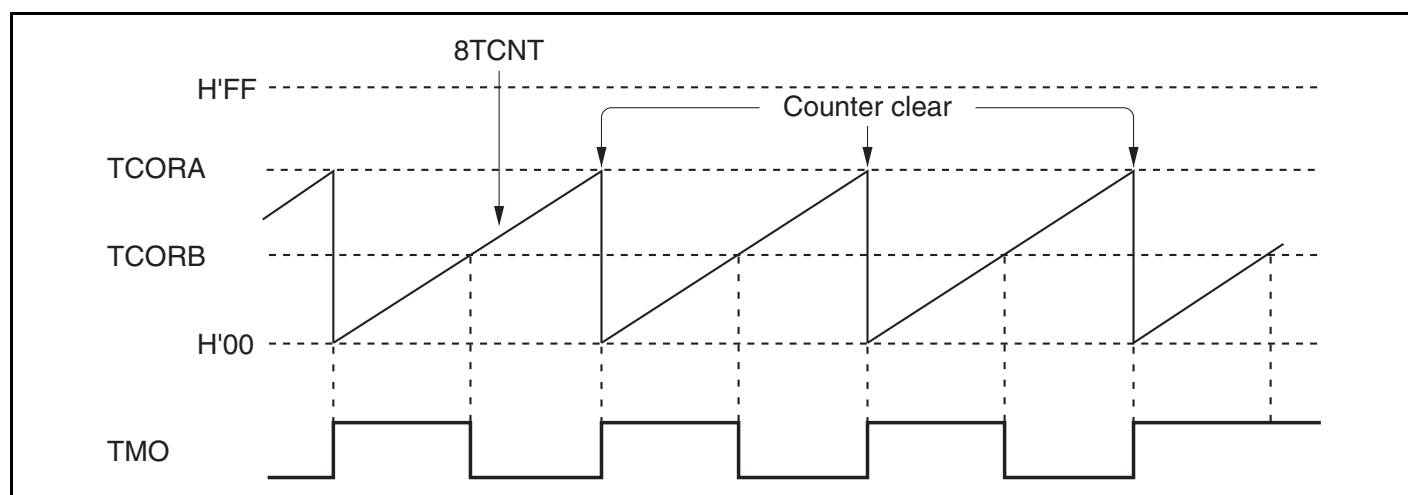 8TCNT
H'FF
Counter clear
TCORA
TCORB
H'00
TMO